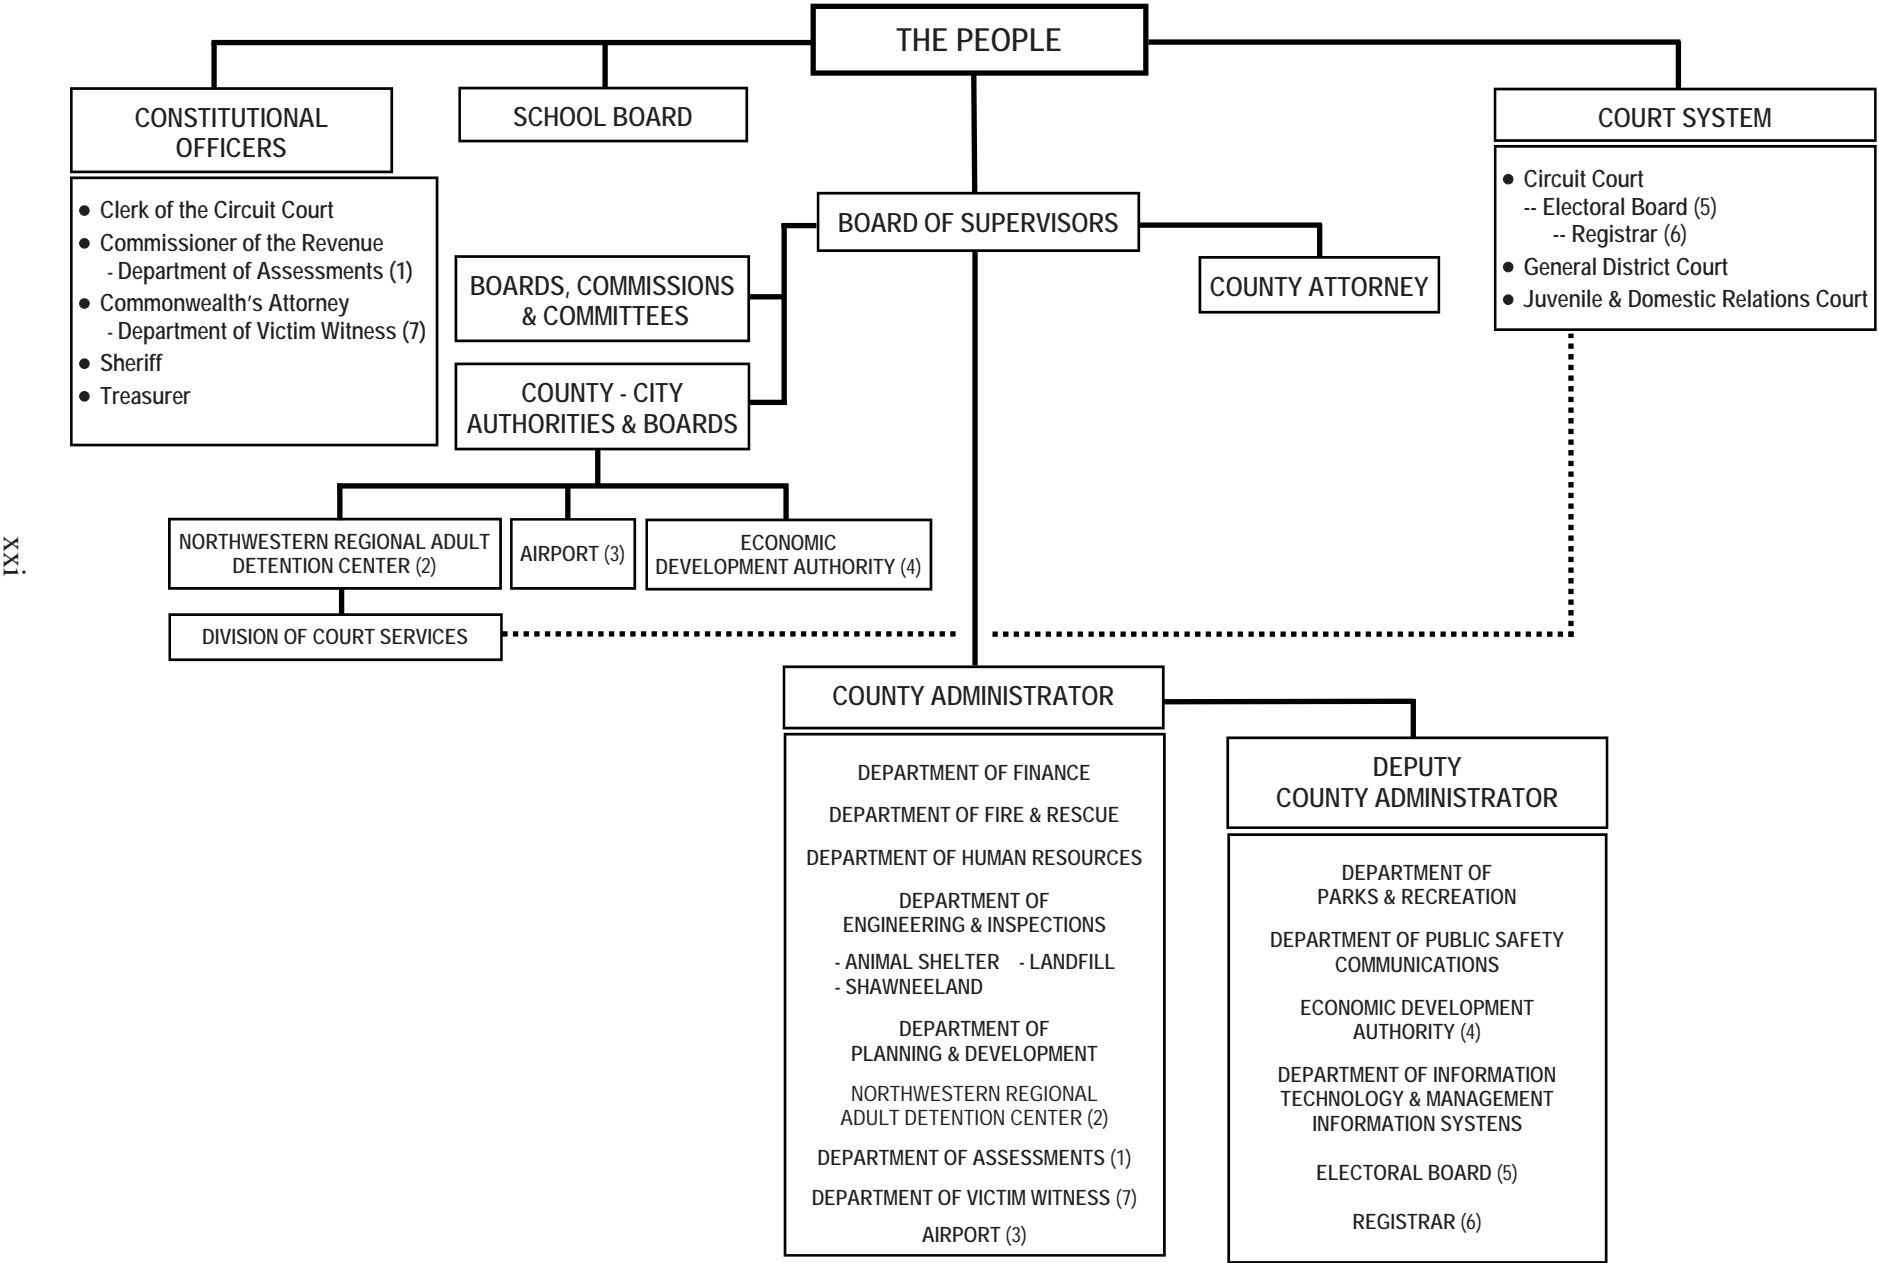 THE PEOPLE
CONSTITUTIONAL
OFFICERS
SCHOOL BOARD
COURT SYSTEM
• Clerk of the Circuit Court
• Commissioner of the Revenue
- Department of Assessments (1)
• Commonwealth's Attorney
- Department of Victim Witness (7)
• Sheriff
• Treasurer
• Circuit Court
-- Electoral Board (5)
-- Registrar (6)
• General District Court
• Juvenile & Domestic Relations Court
BOARD OF SUPERVISORS
BOARDS, COMMISSIONS
& COMMITTEES
COUNTY ATTORNEY
COUNTY - CITY
AUTHORITIES & BOARDS
NORTHWESTERN REGIONAL ADULT
DETENTION CENTER (2)
AIRPORT (3)
ECONOMIC
DEVELOPMENT AUTHORITY (4)
DIVISION OF COURT SERVICES
COUNTY ADMINISTRATOR
DEPARTMENT OF FINANCE
DEPARTMENT OF FIRE & RESCUE
DEPARTMENT OF HUMAN RESOURCES
DEPARTMENT OF
ENGINEERING & INSPECTIONS
- ANIMAL SHELTER - LANDFILL
- SHAWNEELAND
DEPARTMENT OF
PLANNING & DEVELOPMENT
NORTHWESTERN REGIONAL
ADULT DETENTION CENTER (2)
DEPARTMENT OF ASSESSMENTS (1)
DEPARTMENT OF VICTIM WITNESS (7)
AIRPORT (3)
DEPUTY
COUNTY ADMINISTRATOR
DEPARTMENT OF
PARKS & RECREATION
DEPARTMENT OF PUBLIC SAFETY
COMMUNICATIONS
ECONOMIC DEVELOPMENT
AUTHORITY (4)
DEPARTMENT OF INFORMATION
TECHNOLOGY & MANAGEMENT
INFORMATION SYSTENS
ELECTORAL BOARD (5)
REGISTRAR (6)
xxi